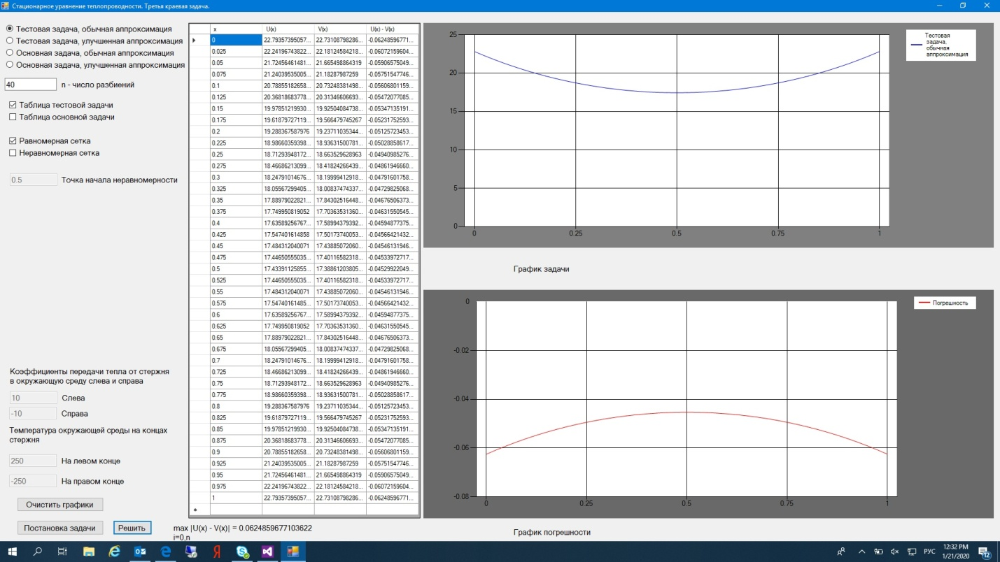 Стационарное уравнение теплопроводности. Третья краевая задача.
Тестовая задача, обычная аппроксимация
Тестовая задача, улучшенная аппроксимация
Основная задача, обычная аппроксимация
Основная задача, улучшенная аппроксимация
40 n - число разбиений
Таблица тестовой задачи
Таблица основной задачи
Равномерная сетка
Неравномерная сетка
0.5 Точка начала неравномерности
Коэффициенты передачи тепла от стержня
в окружающую среду слева и справа
10 Слева
-10 Справа
Температура окружающей среды на концах
стержня
250 На левом конце
-250 На правом конце
Очистить графики
Постановка задачи Решить
x U(x) V(x) U(x) - V(x)
0 22.79357395057... 22.73108798286... -0.06248596771...
0.025 22.24196743822... 22.18124584218... -0.06072159604...
0.05 21.72456461481... 21.665498864319 -0.05906575049...
0.075 21.24039535005... 21.18287987259 -0.05751547746...
0.1 20.78855182658... 20.73248381498... -0.05606801159...
0.125 20.36818683778... 20.31346606693... -0.05472077085...
0.15 19.97851219930... 19.92504084738... -0.05347135191...
0.175 19.61879727119... 19.566479745267 -0.05231752593...
0.2 19.288367587976 19.23711035344... -0.05125723453...
0.225 18.98660359398... 18.93631500781... -0.05028858617...
0.25 18.71293948172... 18.663529628963 -0.04940985276...
0.275 18.46686213099... 18.41824266439... -0.04861946660...
0.3 18.24791014676... 18.19999412918... -0.04791601758...
0.325 18.05567299405... 18.00837474337... -0.04729825068...
0.35 17.88979022821... 17.84302516448... -0.04676506373...
0.375 17.749950819052 17.70363531360... -0.04631550545...
0.4 17.63589256767... 17.58994379392... -0.04594877375...
0.425 17.547401614858 17.50173740053... -0.04566421432...
0.45 17.484312040071 17.43885072060... -0.04546131946...
0.475 17.44650555035... 17.40116582318... -0.04533972717...
0.5 17.43391125855... 17.38861203805... -0.04529922049...
0.525 17.44650555035... 17.40116582318... -0.04533972717...
0.55 17.484312040071 17.43885072060... -0.04546131946...
0.575 17.54740161485... 17.50173740053... -0.04566421432...
0.6 17.63589256767... 17.58994379392... -0.04594877375...
0.625 17.749950819052 17.70363531360... -0.04631550545...
0.65 17.88979022821... 17.84302516448... -0.04676506373...
0.675 18.05567299405... 18.00837474337... -0.04729825068...
0.7 18.24791014676... 18.19999412918... -0.04791601758...
0.725 18.46686213099... 18.41824266439... -0.04861946660...
0.75 18.71293948172... 18.663529628963 -0.04940985276...
0.775 18.98660359398... 18.93631500781... -0.05028858617...
0.8 19.288367587976 19.23711035344... -0.05125723453...
0.825 19.61879727119... 19.566479745267 -0.05231752593...
0.85 19.97851219930... 19.92504084738... -0.05347135191...
0.875 20.36818683778... 20.31346606693... -0.05472077085...
0.9 20.78855182658... 20.73248381498... -0.05606801159...
0.925 21.24039535005... 21.18287987259 -0.05751547746...
0.95 21.72456461481... 21.665498864319 -0.05906575049...
0.975 22.24196743822... 22.18124584218... -0.06072159604...
1 22.79357395057... 22.73108798286... -0.06248596771...
max |U(x) - V(x)| = 0.0624859677103622
i=0,n
25
20
15
10
5
0
0 0.25 0.5 0.75 1
Тестовая
задача,
обычная
аппроксимация
График задачи
0
-0.02
-0.04
-0.06
-0.08
0 0.25 0.5 0.75 1
Погрешность
График погрешности
РУС
12:32 PM
1/21/2020
12